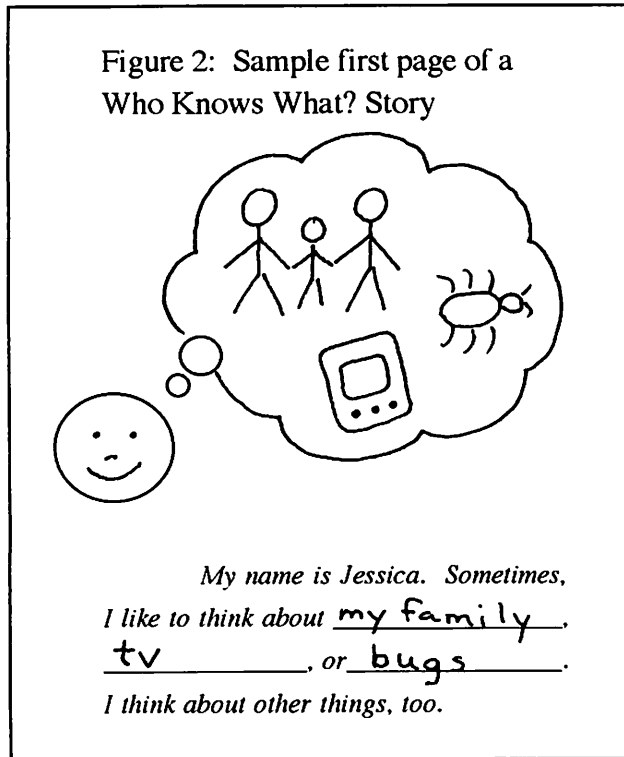 Figure 2: Sample first page of a
Who Knows What? Story
My name is Jessica. Sometimes,
I like to think about my family,
tv, or bugs.
I think about other things, too.